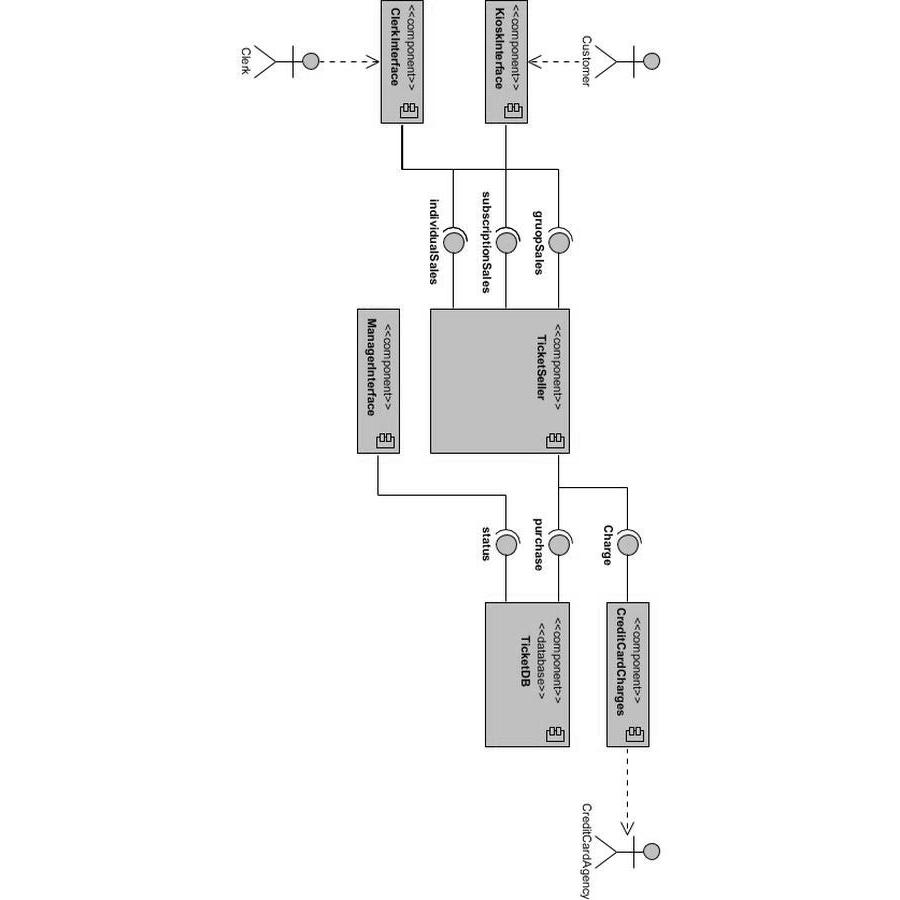 Customer
<<component>>
KioskInterface
<<component>>
ClerkInterface
Clerk
gruopSales
subscriptionSales
individualSales
<<component>>
TicketSeller
<<component>>
ManagerInterface
Charge
purchase
status
<<component>>
CreditCardCharges
<<component>>
<<database>>
TicketDB
CreditCardAgency